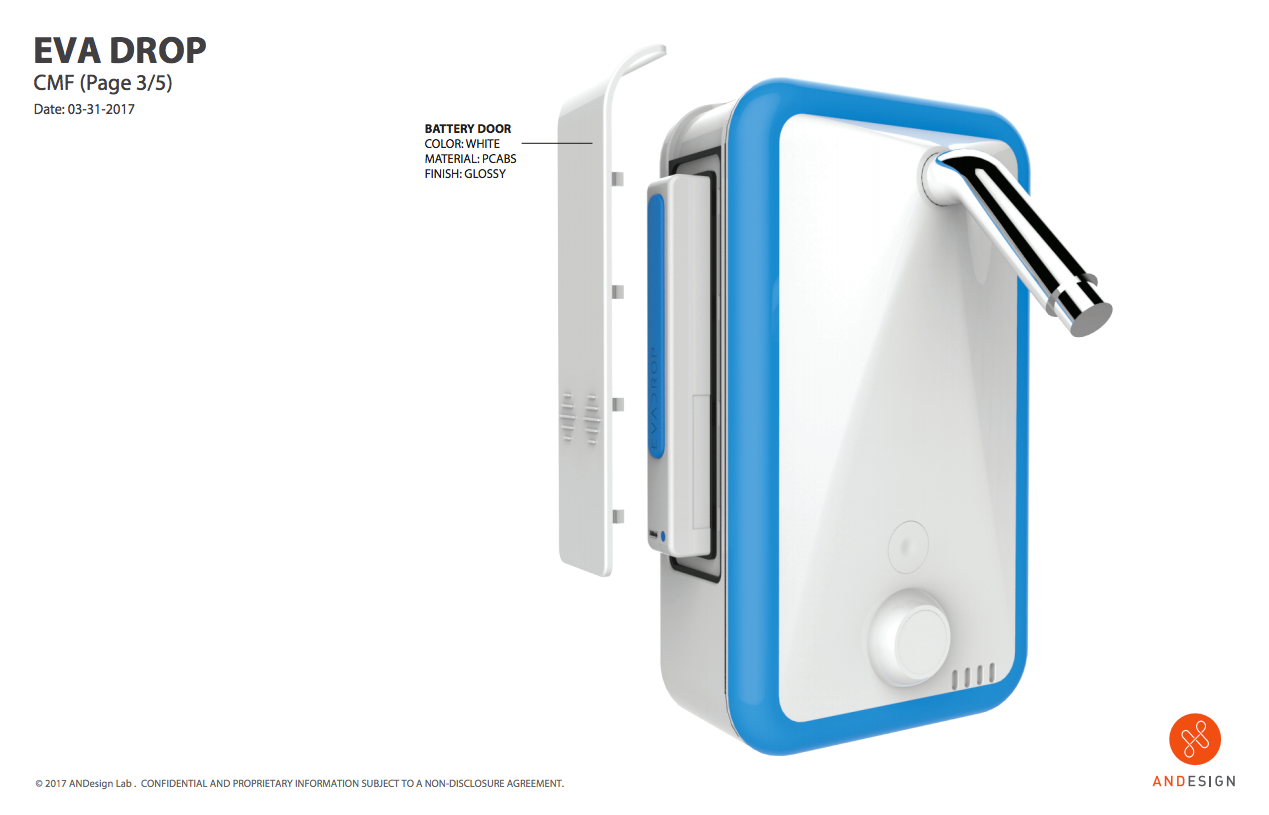 EVA DROP
CMF (Page 3/5)
Date: 03-31-2017
BATTERY DOOR
COLOR: WHITE
MATERIAL: PCABS
FINISH: GLOSSY
EVADROP
© 2017 ANDesign Lab . CONFIDENTIAL AND PROPRIETARY INFORMATION SUBJECT TO A NON-DISCLOSURE AGREEMENT.
ANDESIGN